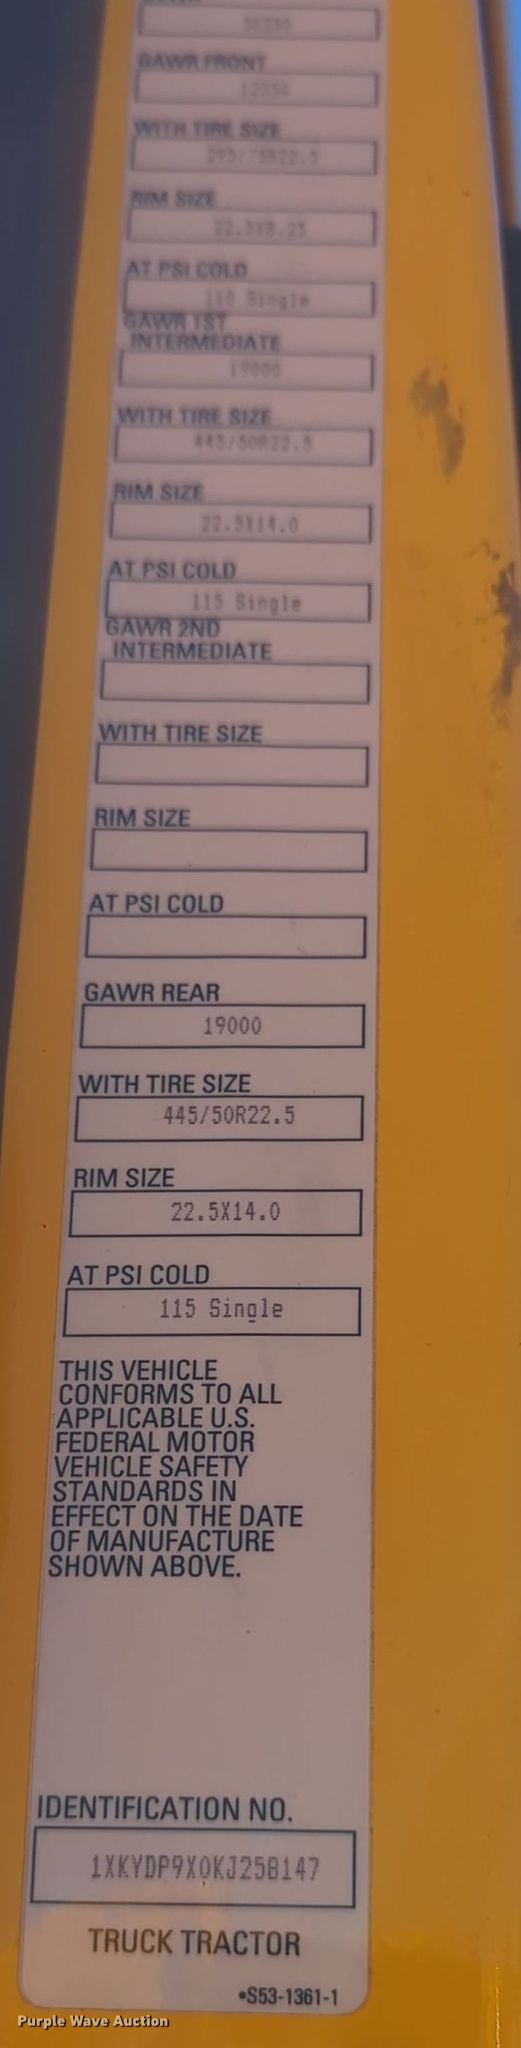 GAWR FRONT
WITH TIRE SIZE
295/75R22.5
RIM SIZE
22.5X8.25
AT PSI COLD
110 Single
GAWR 1ST
INTERMEDIATE
19000
WITH TIRE SIZE
445/50R22.5
RIM SIZE
22.5X14.0
AT PSI COLD
115 Single
GAWR 2ND
INTERMEDIATE
WITH TIRE SIZE
RIM SIZE
AT PSI COLD
GAWR REAR
19000
WITH TIRE SIZE
445/50R22.5
RIM SIZE
22.5X14.0
AT PSI COLD
115 Single
THIS VEHICLE
CONFORMS TO ALL
APPLICABLE U.S.
FEDERAL MOTOR
VEHICLE SAFETY
STANDARDS IN
EFFECT ON THE DATE
OF MANUFACTURE
SHOWN ABOVE.
IDENTIFICATION NO.
1XKYDP9X0KJ258147
TRUCK TRACTOR
•S53-1361-1
Purple Wave Auction